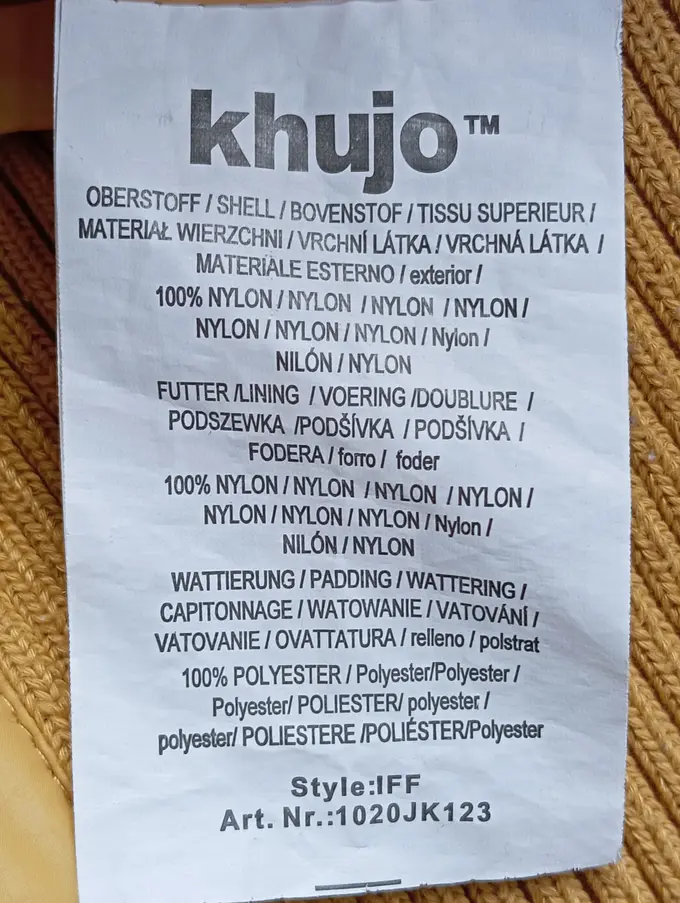 khujo™
OBERSTOFF / SHELL / BOVENSTOF / TISSU SUPERIEUR /
MATERIAŁ WIERZCHNI / VRCHNÍ LÁTKA / VRCHNÁ LÁTKA /
MATERIALE ESTERNO / exterior /
100% NYLON / NYLON / NYLON / NYLON /
NYLON / NYLON / NYLON / Nylon /
NILÓN / NYLON
FUTTER /LINING / VOERING /DOUBLURE /
PODSZEWKA /PODŠÍVKA / PODŠÍVKA /
FODERA / forro / foder
100% NYLON / NYLON / NYLON / NYLON /
NYLON / NYLON / NYLON / Nylon /
NILÓN / NYLON
WATTIERUNG / PADDING / WATTERING /
CAPITONNAGE / WATOWANIE / VATOVÁNÍ /
VATOVANIE / OVATTATURA / relleno / polstrat
100% POLYESTER / Polyester/Polyester /
Polyester/ POLIESTER/ polyester /
polyester/ POLIESTERE /POLIÉSTER/Polyester
Style:IFF
Art. Nr.:1020JK123